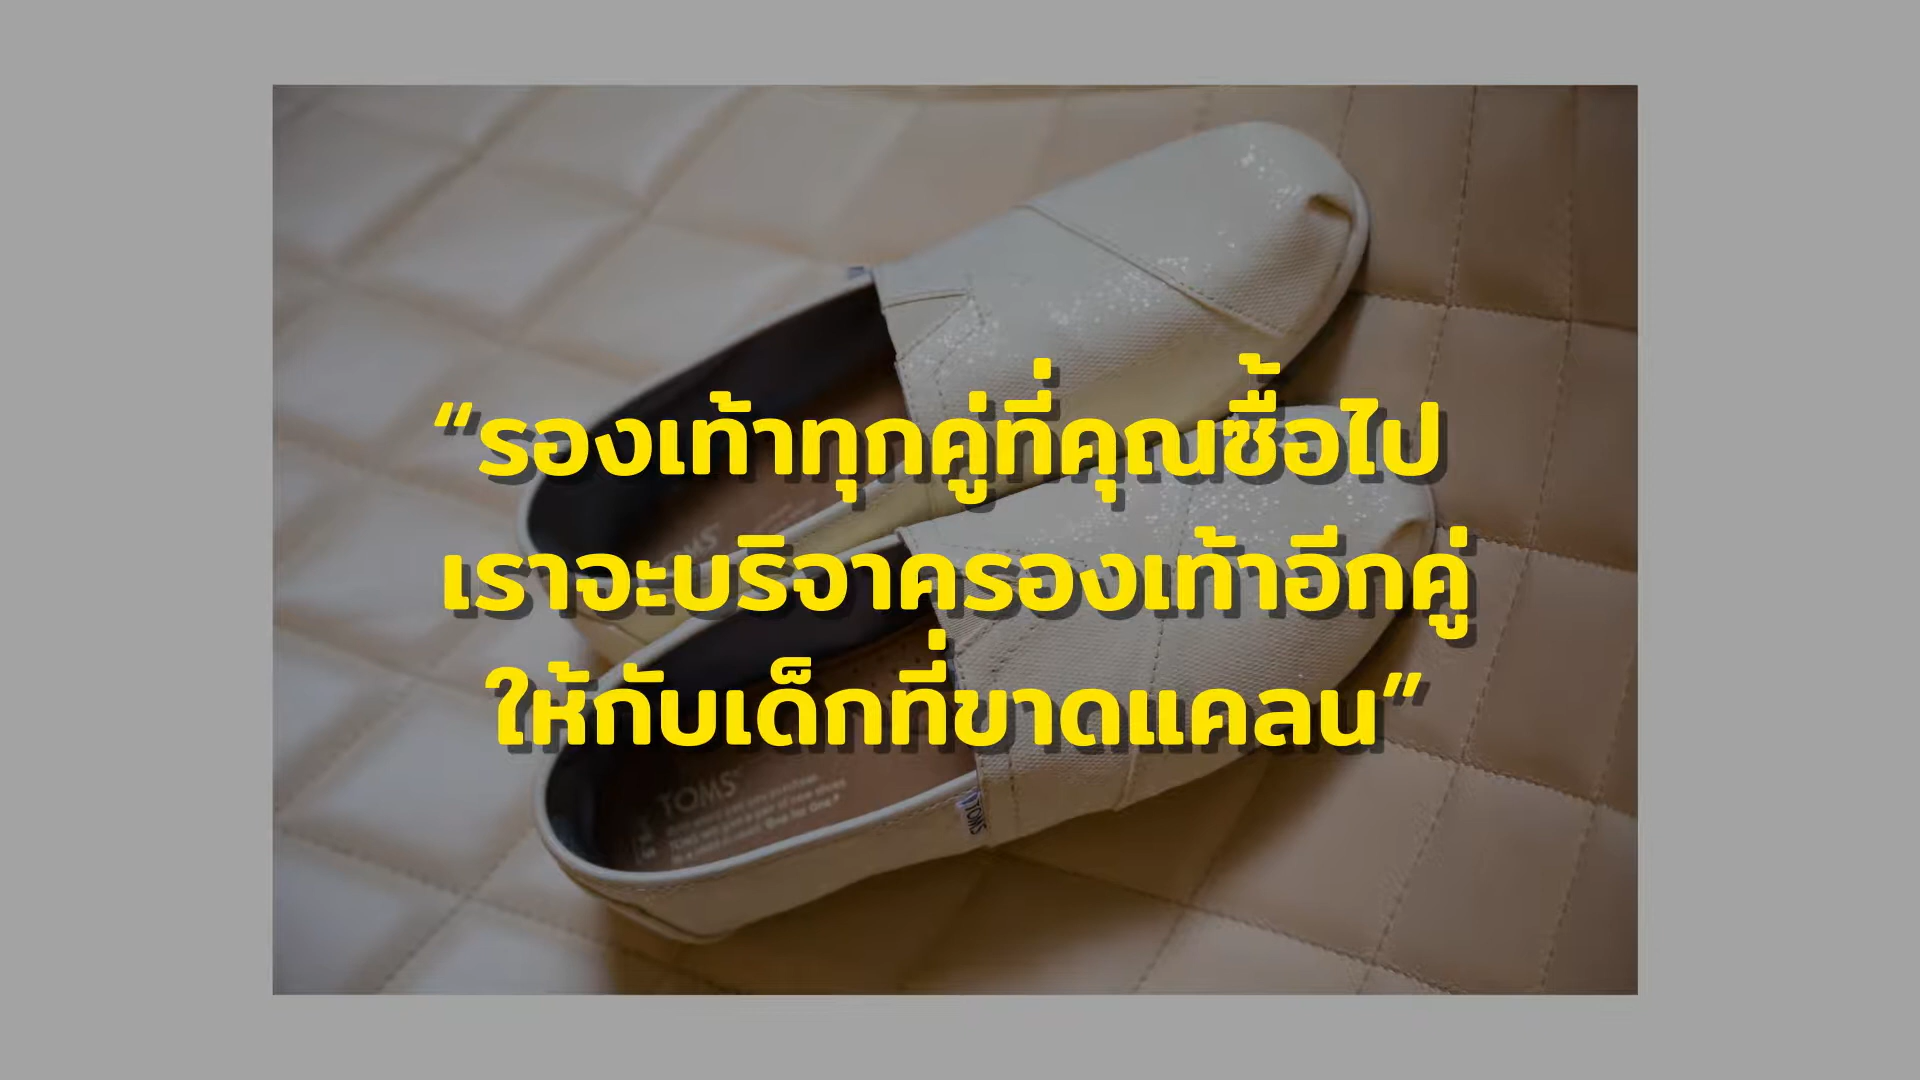 “รองเท้าทุกคู่ที่คุณซื้อไป
เราจะบริจาครองเท้าอีกคู่
ให้กับเด็กที่ขาดแคลน”
TOMS
TOMS